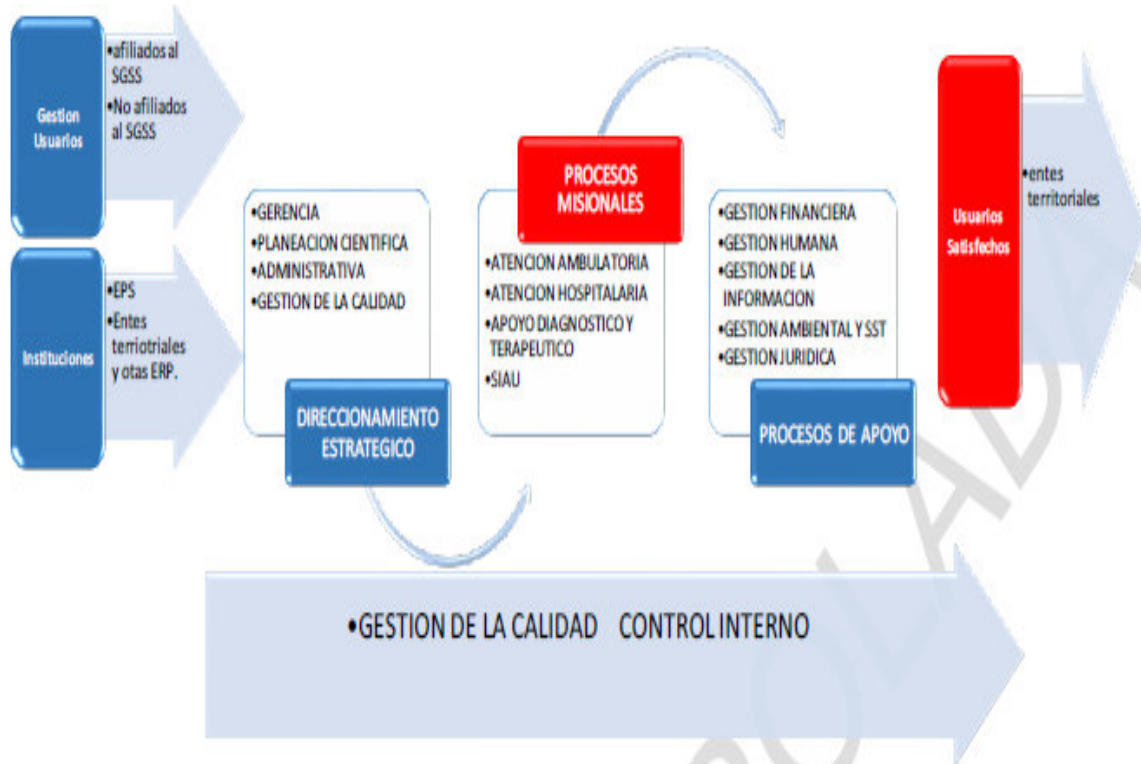 Gestion
Usuarios
•afiliados al
SGSS
•No afiliados
al SGSS
Instituciones
•EPS
•Entes
terriotriales
y otas ERP.
•GERENCIA
•PLANEACION CIENTIFICA
•ADMINISTRATIVA
•GESTION DE LA CALIDAD
DIRECCIONAMIENTO
ESTRATEGICO
PROCESOS
MISIONALES
•ATENCION AMBULATORIA
•ATENCION HOSPITALARIA
•APOYO DIAGNOSTICO Y
TERAPEUTICO
•SIAU
•GESTION FINANCIERA
•GESTION HUMANA
•GESTION DE LA
INFORMACION
•GESTION AMBIENTAL Y SST
•GESTION JURIDICA
PROCESOS DE APOYO
Usuarios
Satisfechos
•entes
territoriales
•GESTION DE LA CALIDAD CONTROL INTERNO